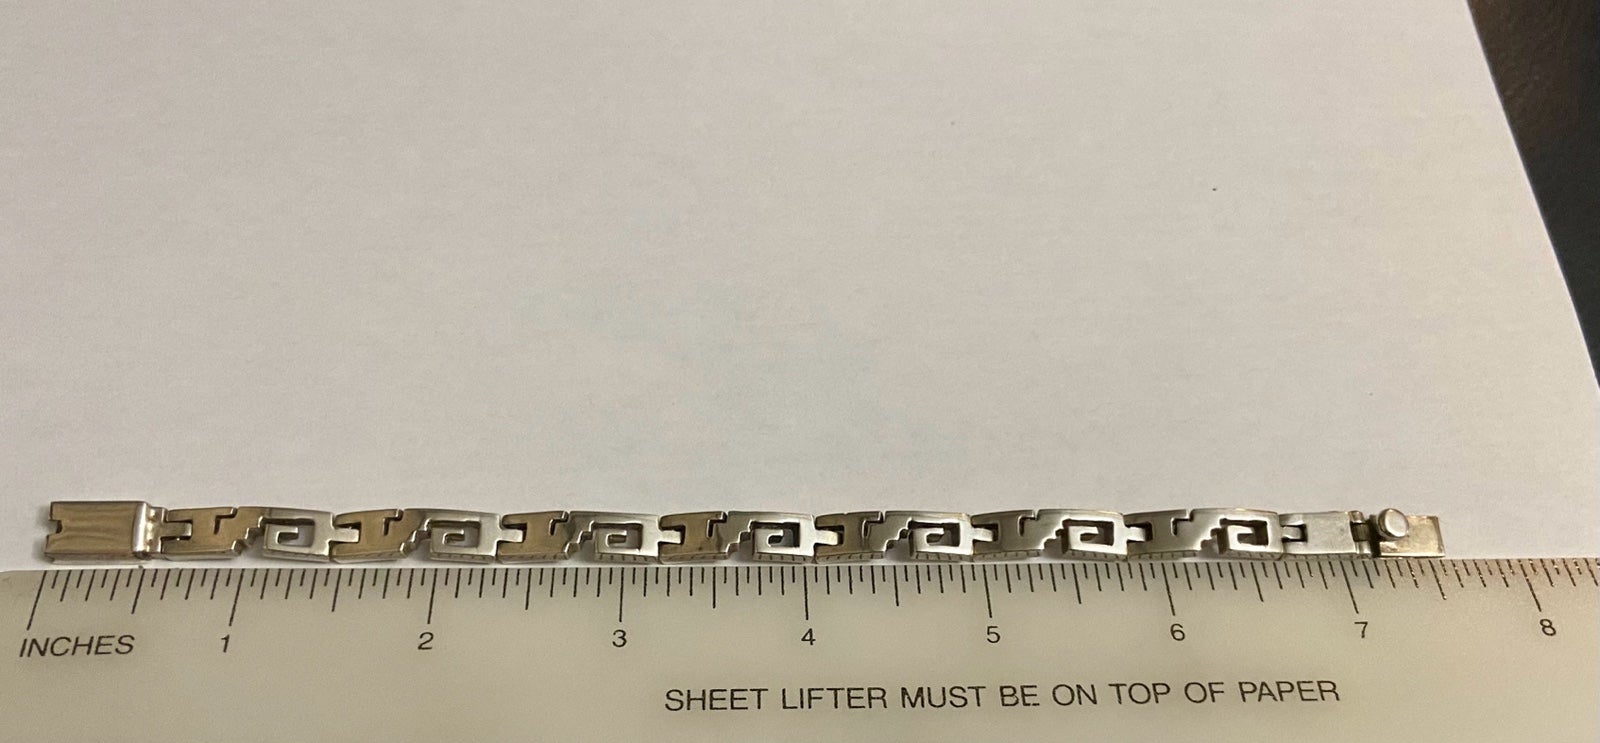 INCHES 1 2 3 4 5 6 7 8
SHEET LIFTER MUST BE ON TOP OF PAPER